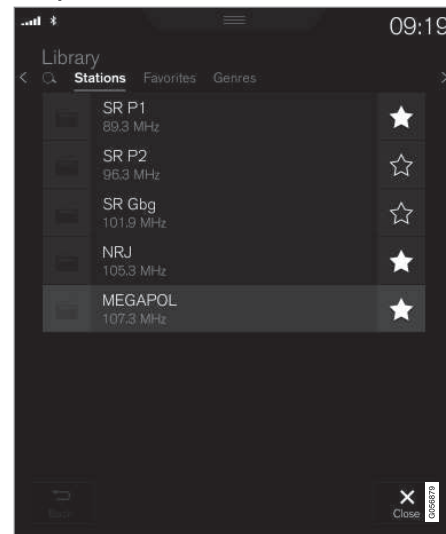 09:19
Library
Stations Favorites Genres
SR P1
89.3 MHz
SR P2
96.3 MHz
SR Gbg
101.9 MHz
NRJ
105.3 MHz
MEGAPOL
107.3 MHz
Back
Close
G056879